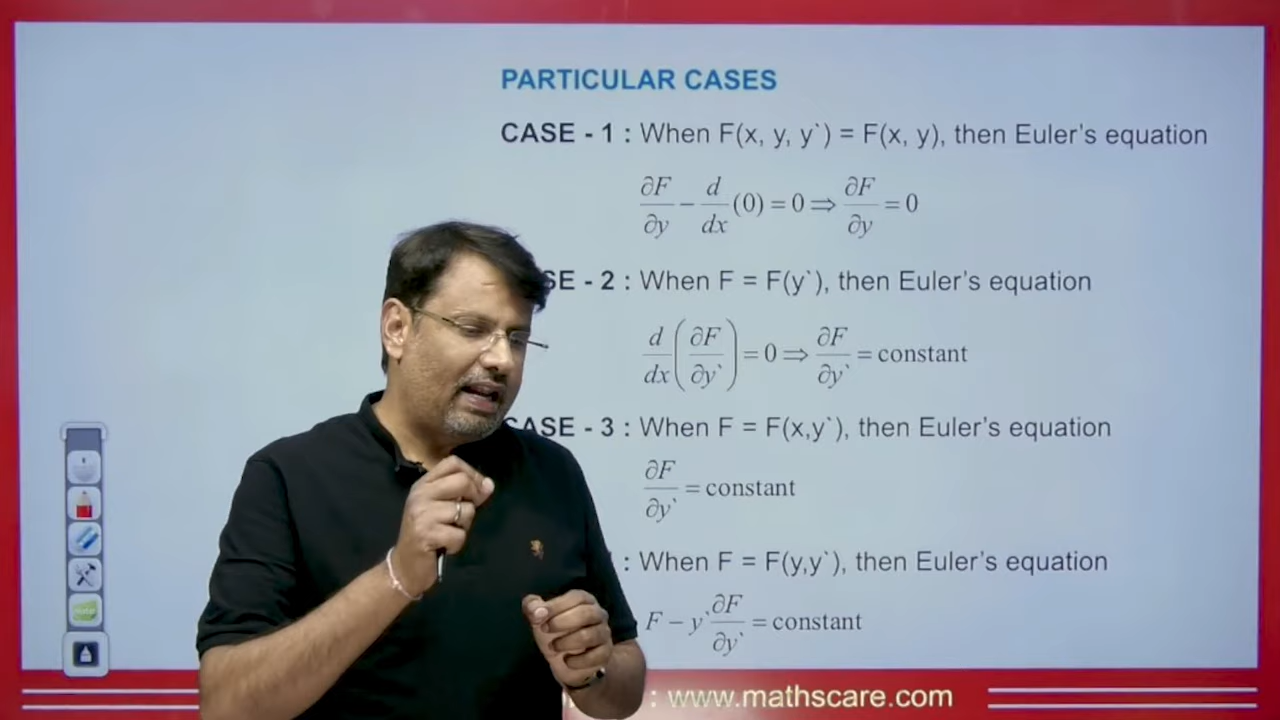 PARTICULAR CASES
CASE - 1 : When F(x, y, y`) = F(x, y), then Euler's equation
∂F/∂y − d/dx (0) = 0 ⇒ ∂F/∂y = 0
SE - 2 : When F = F(y`), then Euler's equation
d/dx (∂F/∂y`) = 0 ⇒ ∂F/∂y` = constant
CASE - 3 : When F = F(x,y`), then Euler's equation
∂F/∂y` = constant
: When F = F(y,y`), then Euler's equation
F − y` ∂F/∂y` = constant
: www.mathscare.com